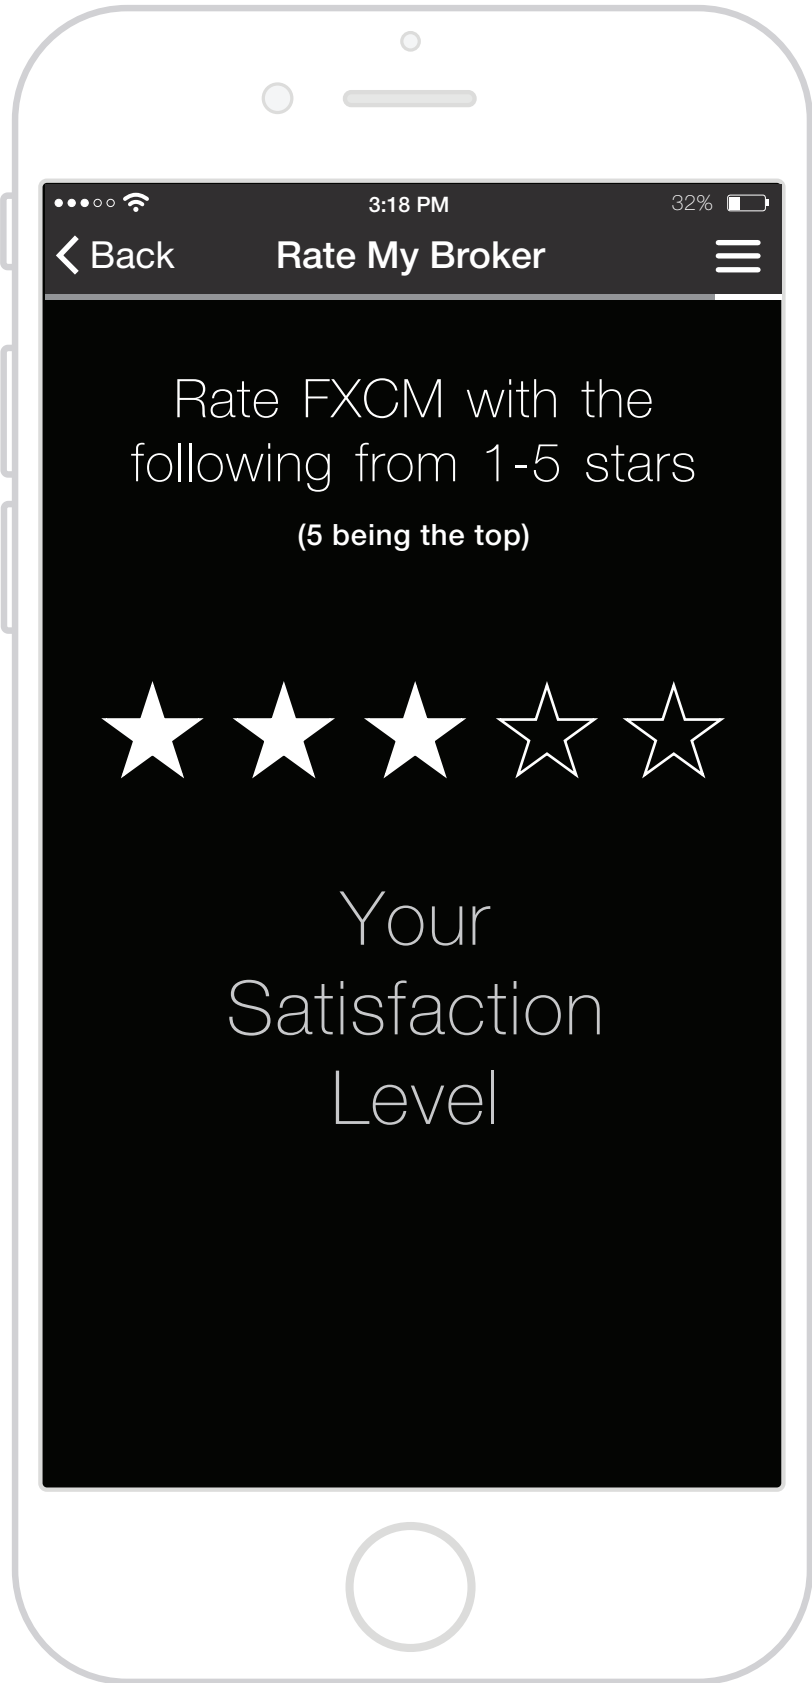 3:18 PM
32%
Back
Rate My Broker
Rate FXCM with the
following from 1-5 stars
(5 being the top)
Your
Satisfaction
Level